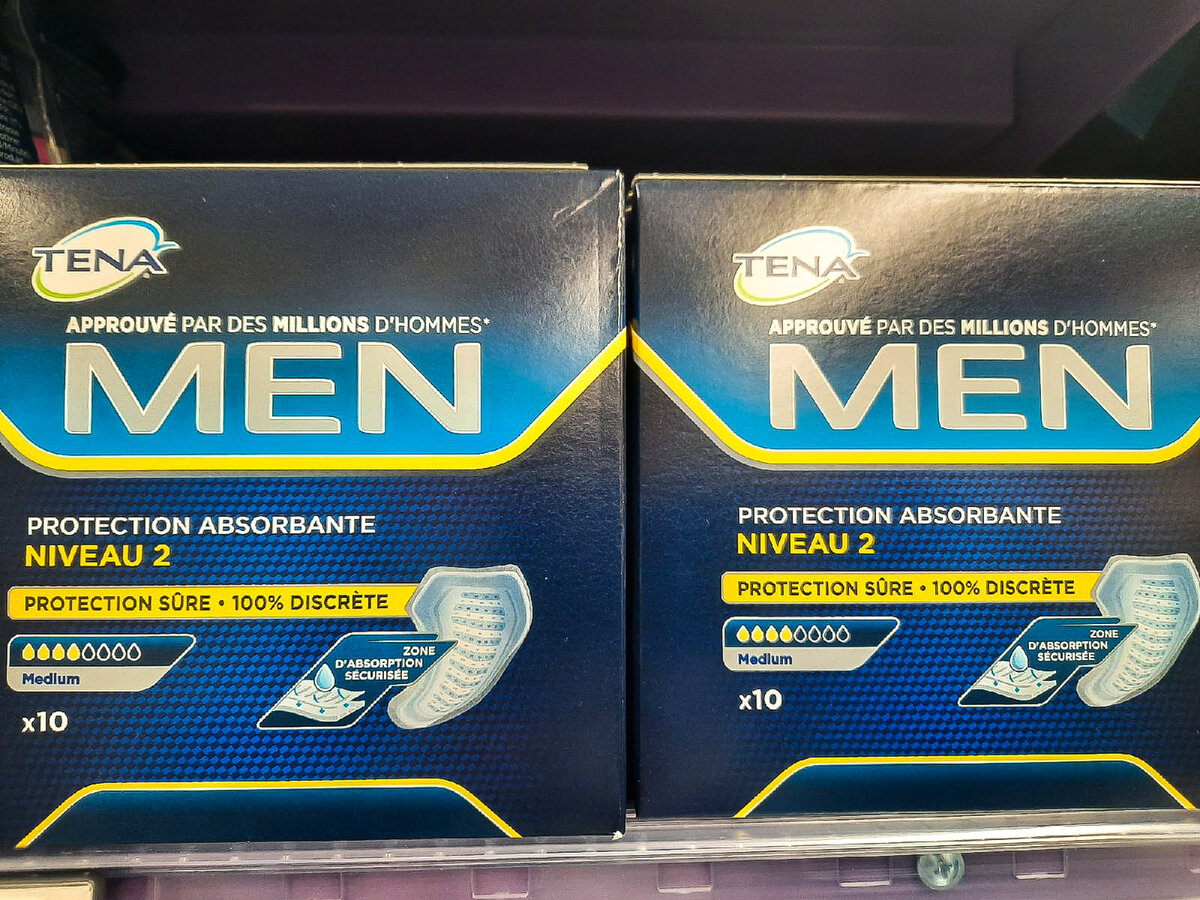 TENA
APPROUVÉ PAR DES MILLIONS D'HOMMES*
MEN
PROTECTION ABSORBANTE
NIVEAU 2
PROTECTION SÛRE • 100% DISCRÈTE
Medium
ZONE
D'ABSORPTION
SÉCURISÉE
x10
TENA
APPROUVÉ PAR DES MILLIONS D'HOMMES*
MEN
PROTECTION ABSORBANTE
NIVEAU 2
PROTECTION SÛRE • 100% DISCRÈTE
Medium
ZONE
D'ABSORPTION
SÉCURISÉE
x10